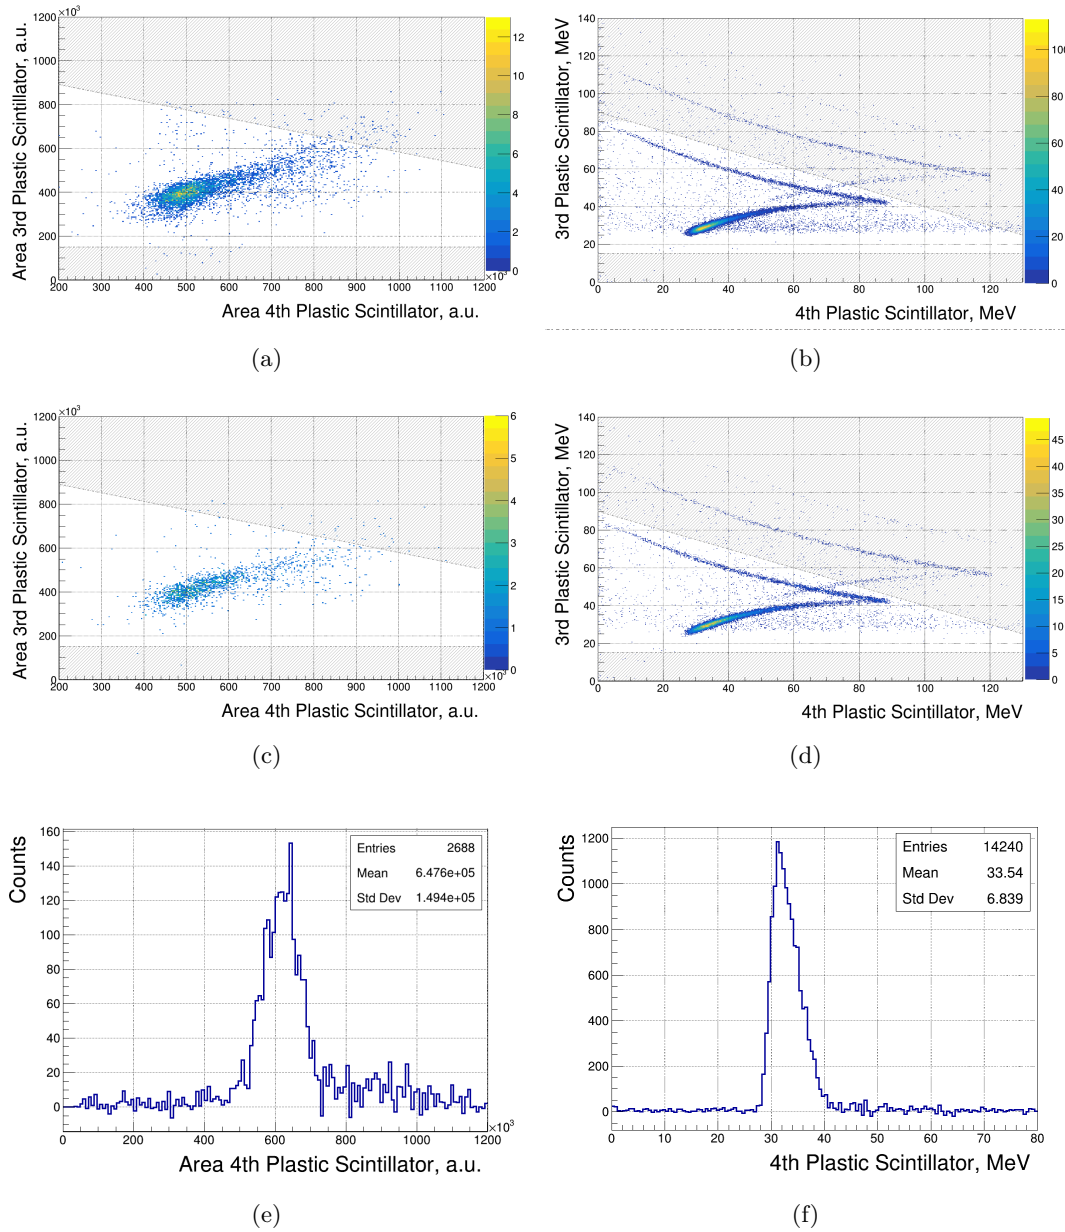 ×10³
1200
1000
800
600
400
200
0
Area 3rd Plastic Scintillator, a.u.
200 300 400 500 600 700 800 900 1000 1100 1200
×10³
Area 4th Plastic Scintillator, a.u.
12
10
8
6
4
2
0
(a)
140
120
100
80
60
40
20
0
3rd Plastic Scintillator, MeV
0 20 40 60 80 100 120
4th Plastic Scintillator, MeV
100
80
60
40
20
0
(b)
×10³
1200
1000
800
600
400
200
0
Area 3rd Plastic Scintillator, a.u.
200 300 400 500 600 700 800 900 1000 1100 1200
×10³
Area 4th Plastic Scintillator, a.u.
6
5
4
3
2
1
0
(c)
140
120
100
80
60
40
20
0
3rd Plastic Scintillator, MeV
0 20 40 60 80 100 120
4th Plastic Scintillator, MeV
45
40
35
30
25
20
15
10
5
0
(d)
Counts
160
140
120
100
80
60
40
20
0
Entries 2688
Mean 6.476e+05
Std Dev 1.494e+05
0 200 400 600 800 1000 1200
×10³
Area 4th Plastic Scintillator, a.u.
(e)
Counts
1200
1000
800
600
400
200
0
Entries 14240
Mean 33.54
Std Dev 6.839
0 10 20 30 40 50 60 70 80
4th Plastic Scintillator, MeV
(f)